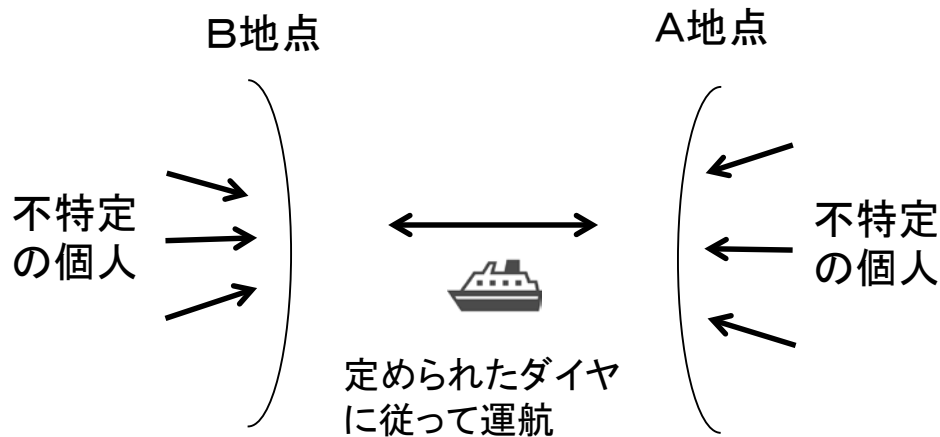 B地点
A地点
不特定
の個人
不特定
の個人
定められたダイヤ
に従って運航